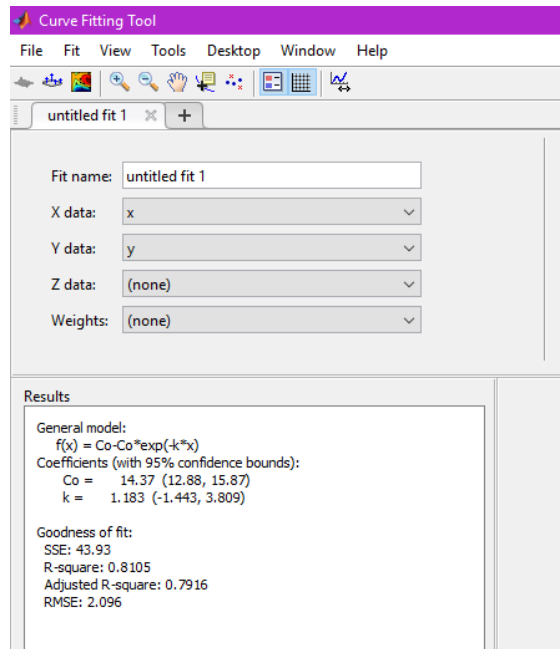 Curve Fitting Tool
File Fit View Tools Desktop Window Help
untitled fit 1
Fit name: untitled fit 1
X data: x
Y data: y
Z data: (none)
Weights: (none)
Results
General model:
f(x) = Co-Co*exp(-k*x)
Coefficients (with 95% confidence bounds):
Co = 14.37 (12.88, 15.87)
k = 1.183 (-1.443, 3.809)
Goodness of fit:
SSE: 43.93
R-square: 0.8105
Adjusted R-square: 0.7916
RMSE: 2.096